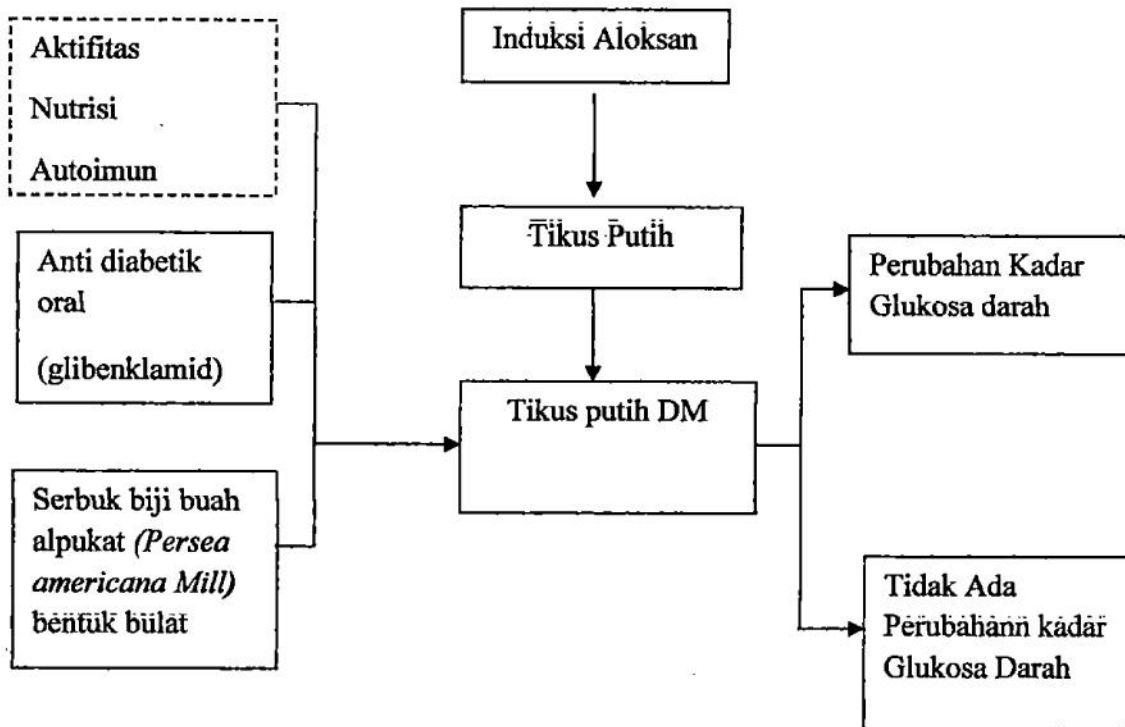 Aktifitas
Nutrisi
Autoimun
Induksi Aloksan
Tikus Putih
Anti diabetik
oral
(glibenklamid)
Perubahan Kadar
Glukosa darah
Tikus putih DM
Serbuk biji buah
alpukat (Persea
americana Mill)
bentuk bulat
Tidak Ada
Perubahann kadar
Glukosa Darah